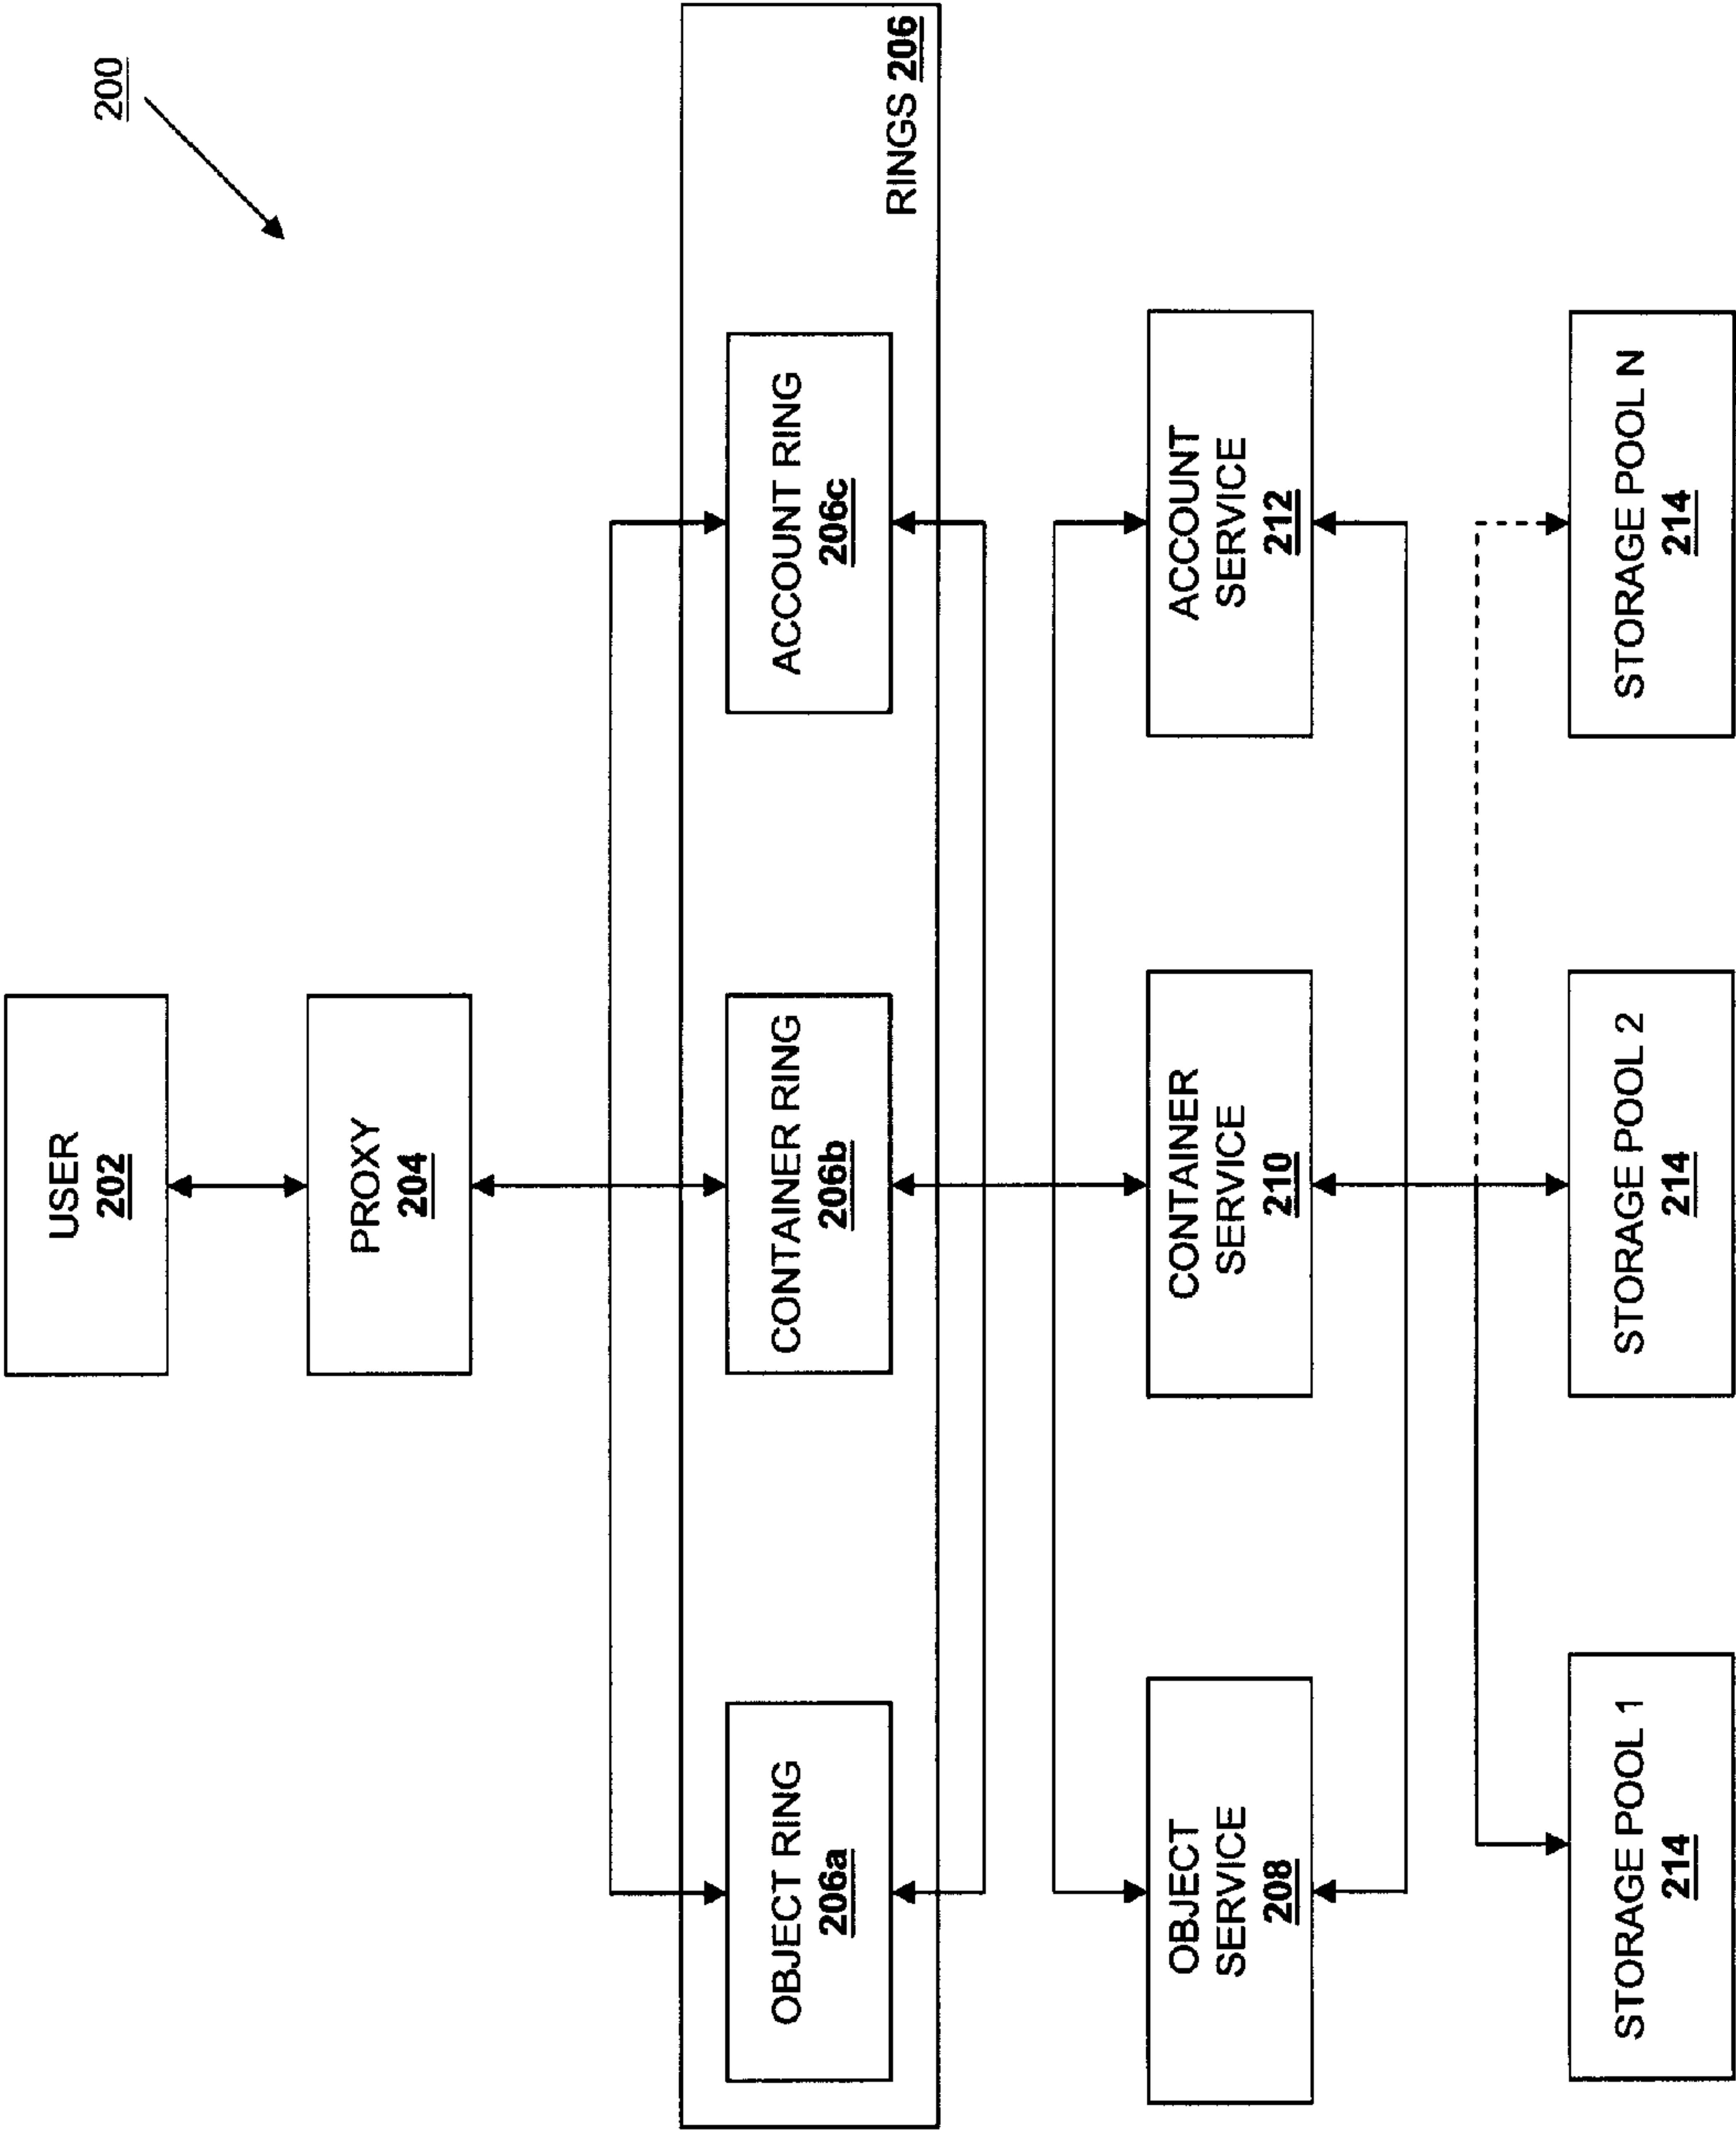 200
USER
202
PROXY
204
RINGS 206
OBJECT RING
206a
CONTAINER RING
206b
ACCOUNT RING
206c
OBJECT
SERVICE
208
CONTAINER
SERVICE
210
ACCOUNT
SERVICE
212
STORAGE POOL 1
214
STORAGE POOL 2
214
STORAGE POOL N
214